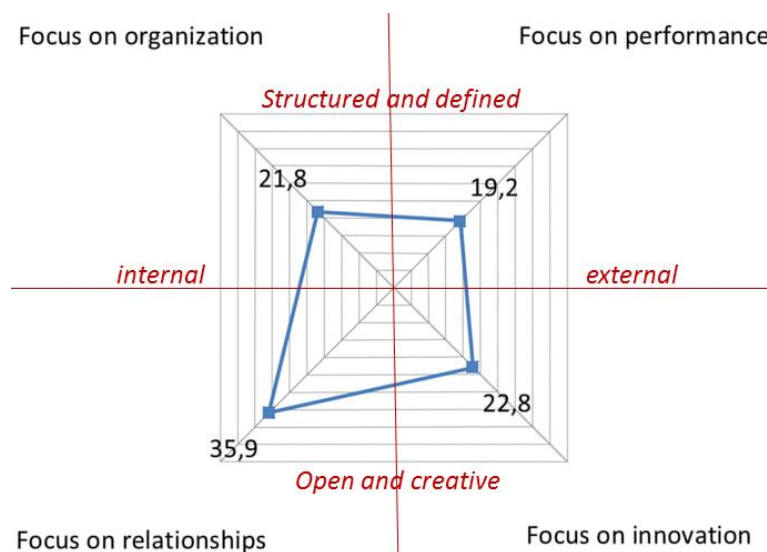 Focus on organization
Focus on performance
Structured and defined
21,8
19,2
internal
external
22,8
35,9
Open and creative
Focus on relationships
Focus on innovation